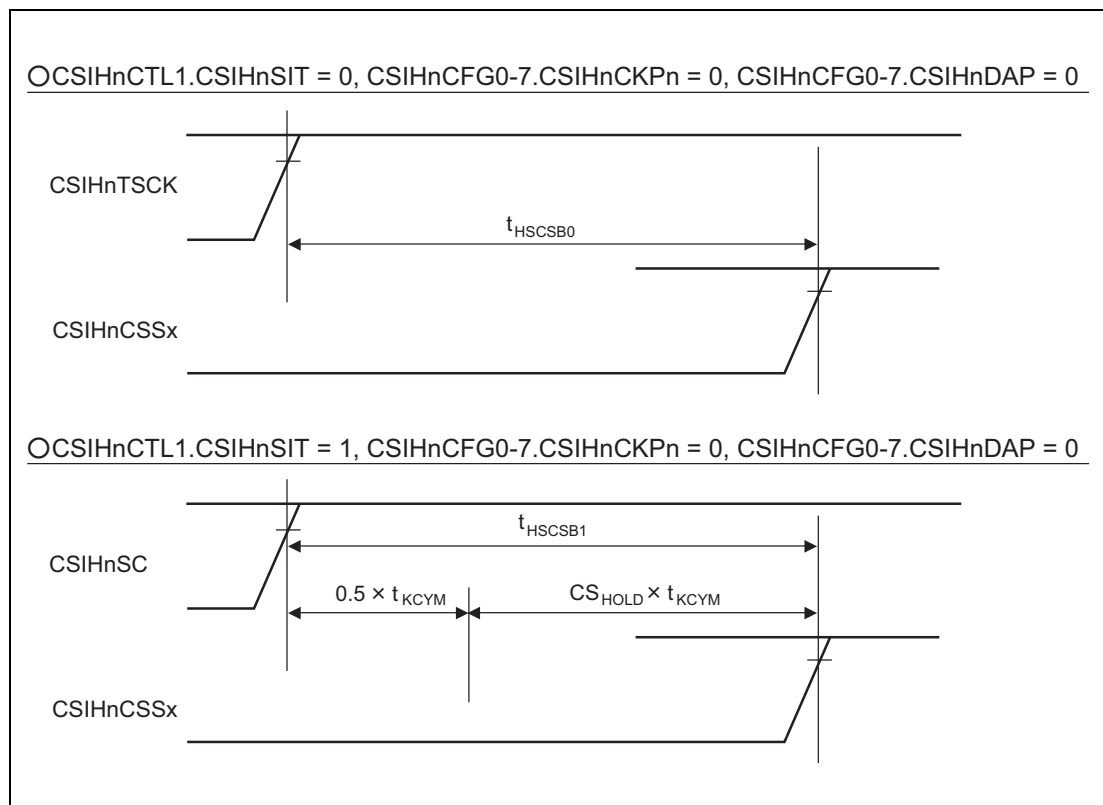 ○CSIHnCTL1.CSIHnSIT = 0, CSIHnCFG0-7.CSIHnCKPn = 0, CSIHnCFG0-7.CSIHnDAP = 0
CSIHnTSCK
tHSCSB0
CSIHnCSSx
○CSIHnCTL1.CSIHnSIT = 1, CSIHnCFG0-7.CSIHnCKPn = 0, CSIHnCFG0-7.CSIHnDAP = 0
tHSCSB1
CSIHnSC
0.5 × tKCYM
CSHOLD × tKCYM
CSIHnCSSx